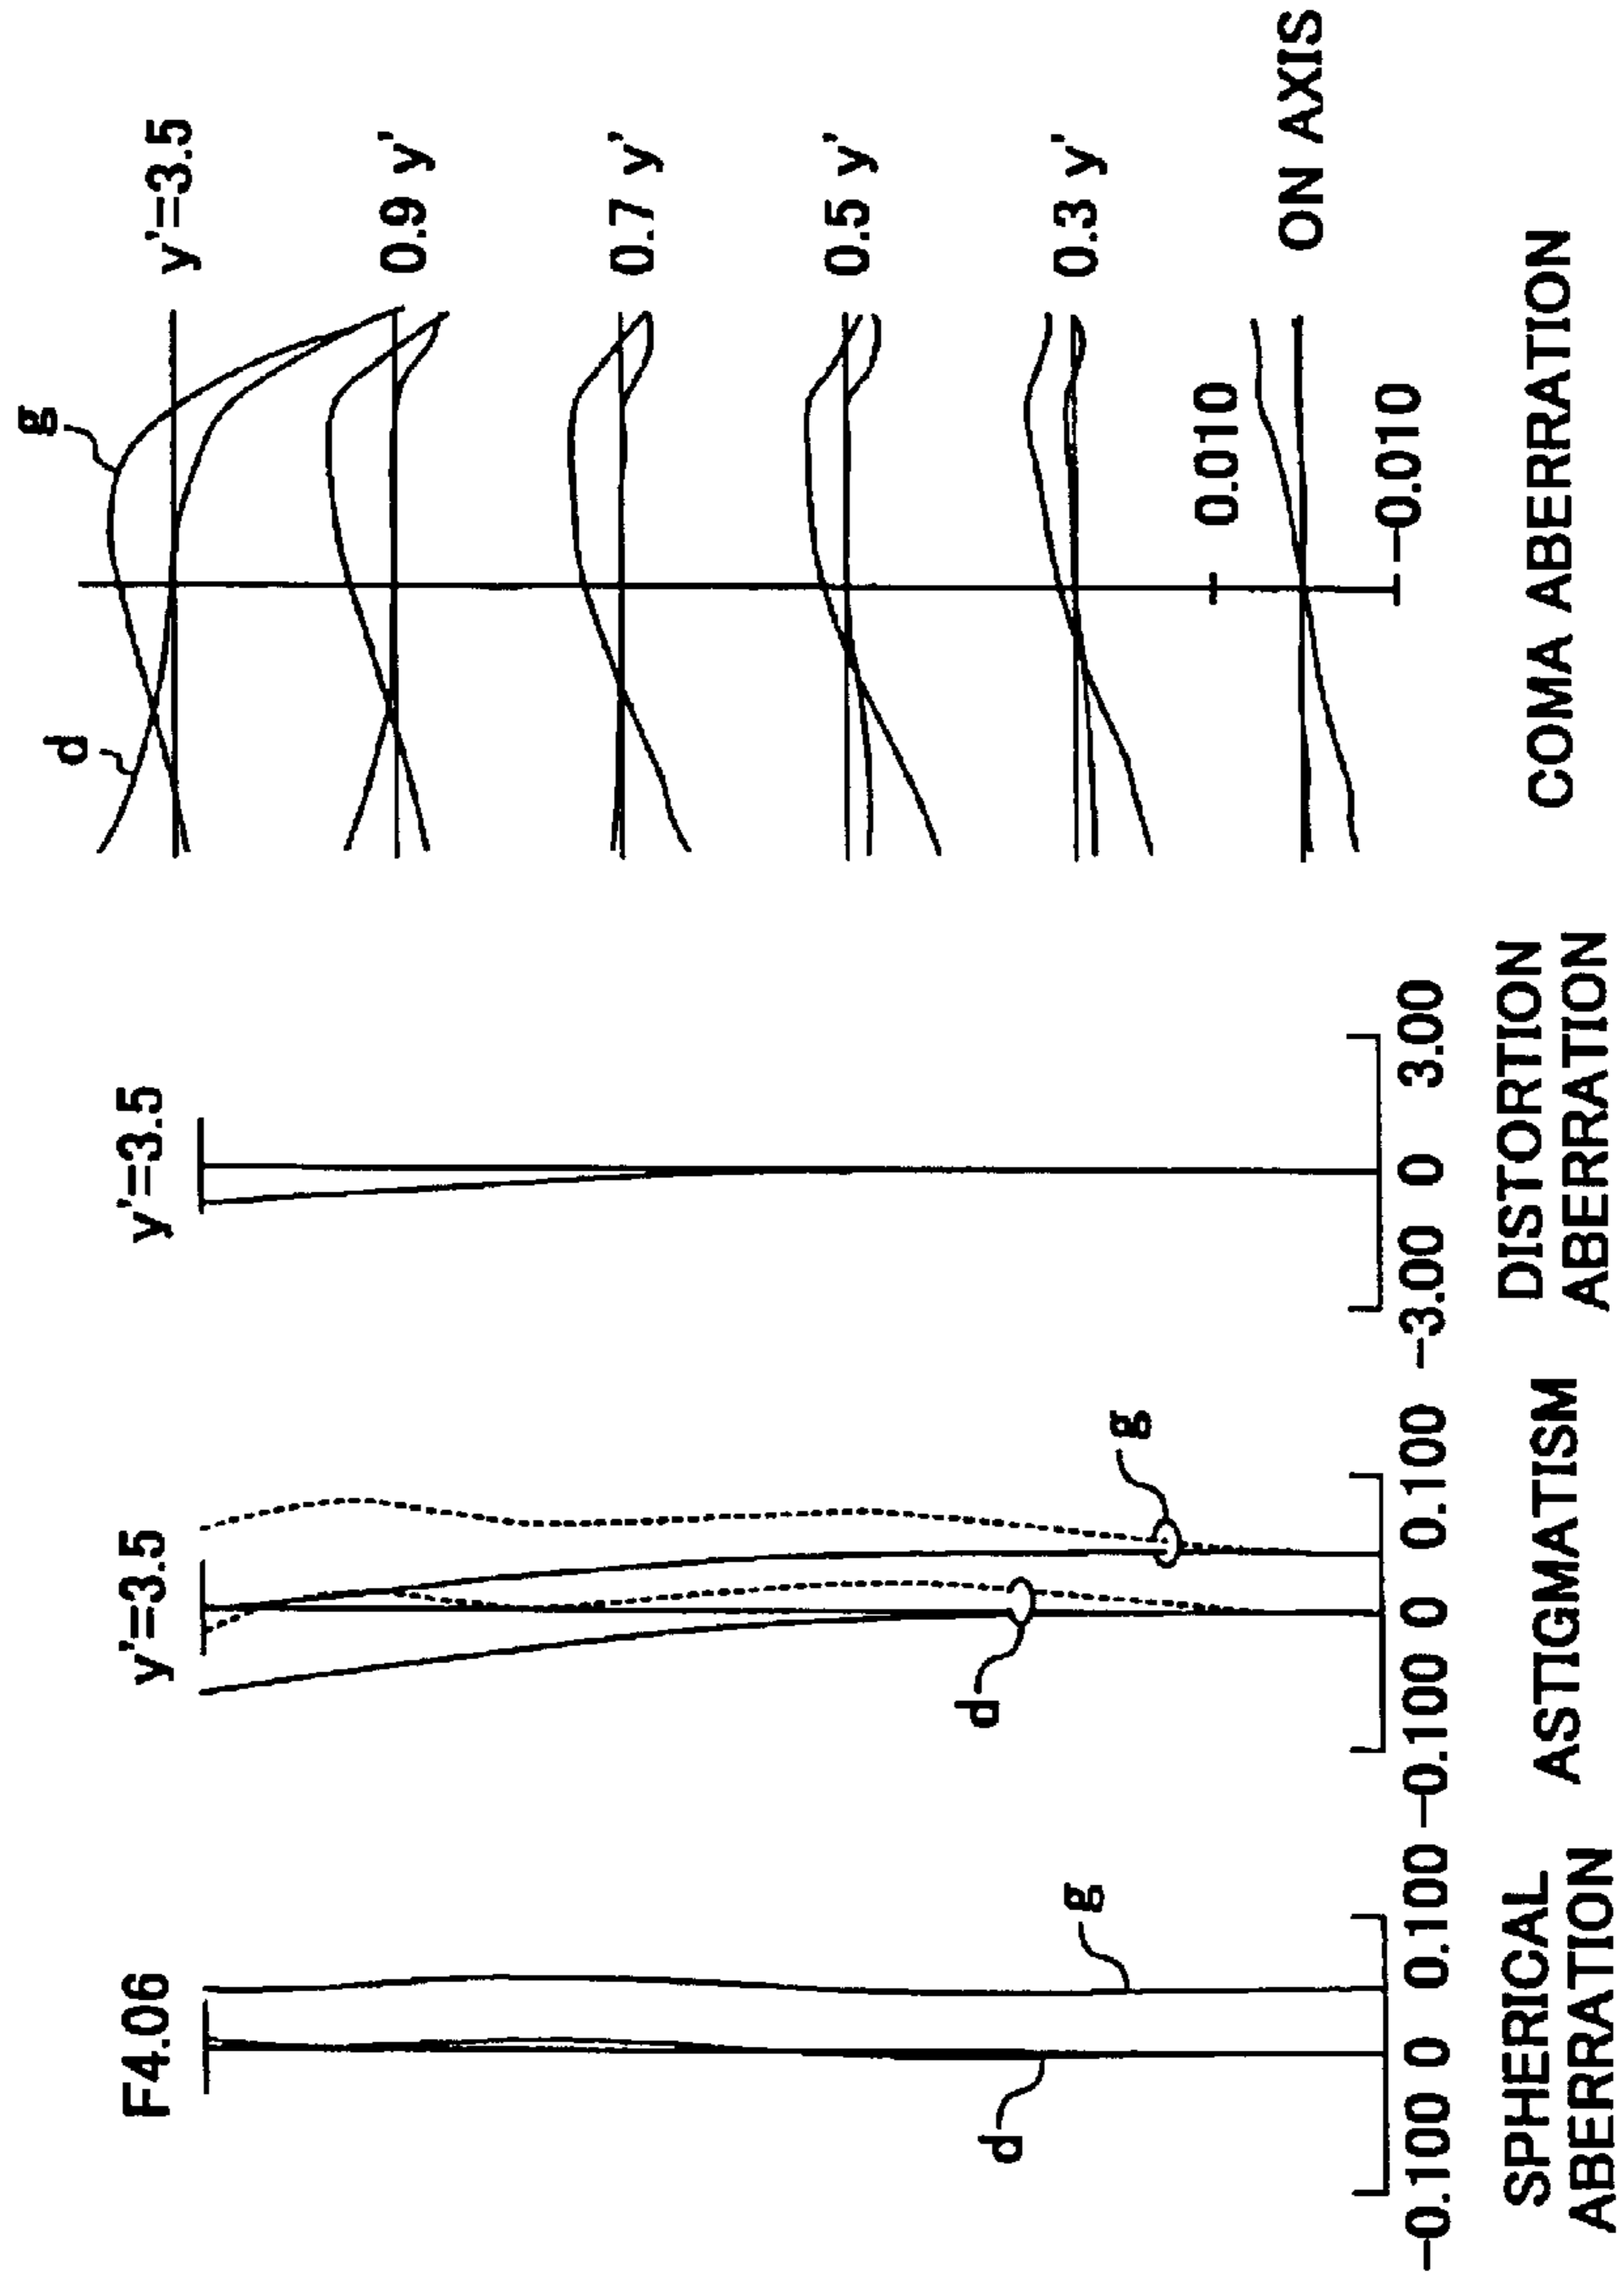 F4.06
g
d
−0.100 0 0.100
SPHERICAL
ABERRATION
y'=3.5
g
d
−0.100 0 0.100
ASTIGMATISM
y'=3.5
−3.00 0 3.00
DISTORTION
ABERRATION
g
d
y'=3.5
0.9 y'
0.7 y'
0.5 y'
0.3 y'
0.010
ON AXIS
−0.010
COMA ABERRATION